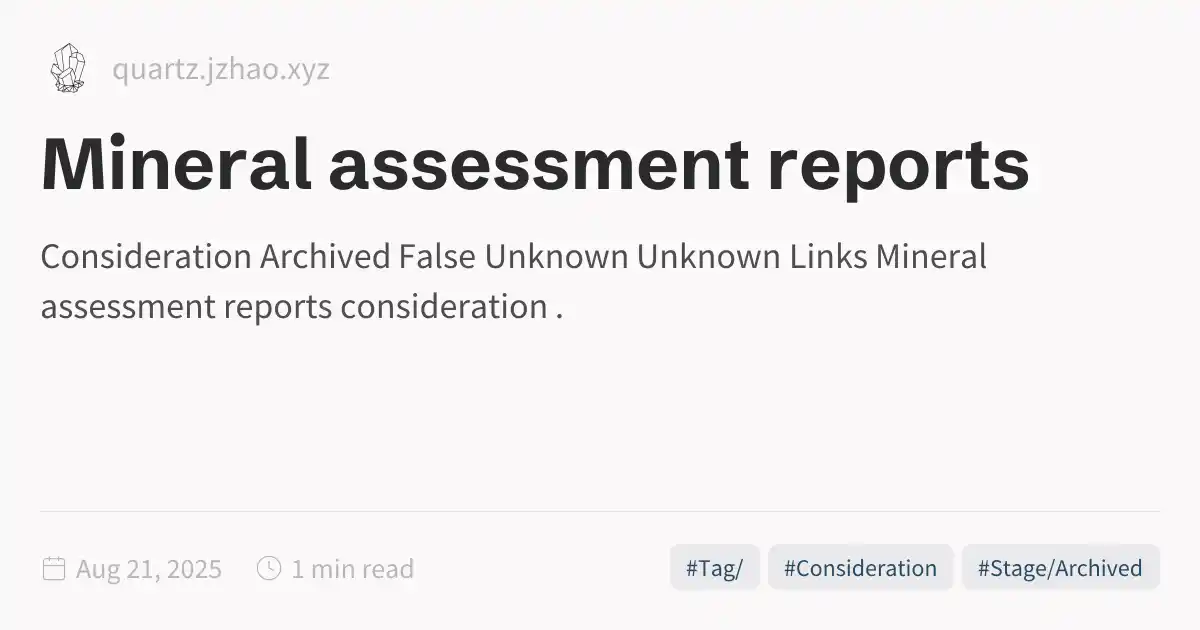 quartz.jzhao.xyz
Mineral assessment reports
Consideration Archived False Unknown Unknown Links Mineral
assessment reports consideration .
Aug 21, 2025 1 min read #Tag/ #Consideration #Stage/Archived